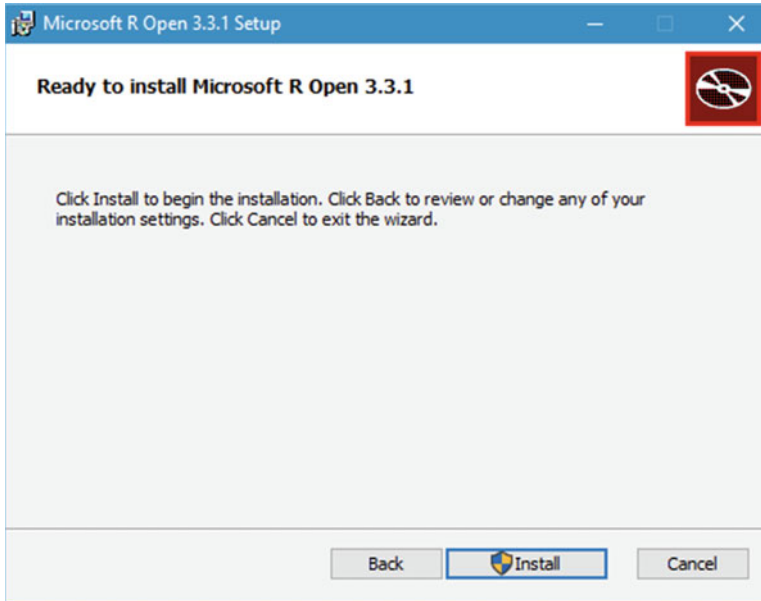 Microsoft R Open 3.3.1 Setup
Ready to install Microsoft R Open 3.3.1
Click Install to begin the installation. Click Back to review or change any of your
installation settings. Click Cancel to exit the wizard.
Back
Install
Cancel